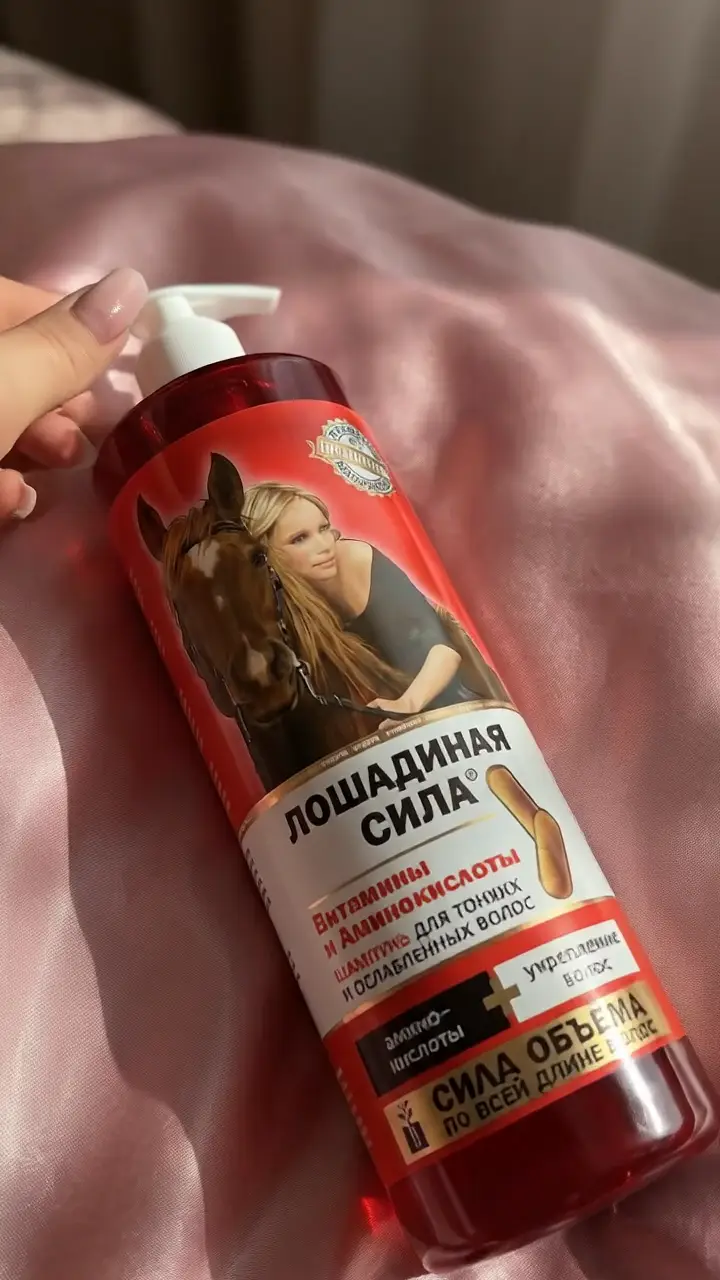 ЛОШАДИНАЯ
СИЛА®
Витамины
и Аминокислоты
ШАМПУНЬ ДЛЯ ТОНКИХ
И ОСЛАБЛЕННЫХ ВОЛОС
амино-
кислоты
+
укрепление
волос
СИЛА ОБЪЕМА
ПО ВСЕЙ ДЛИНЕ ВОЛОС